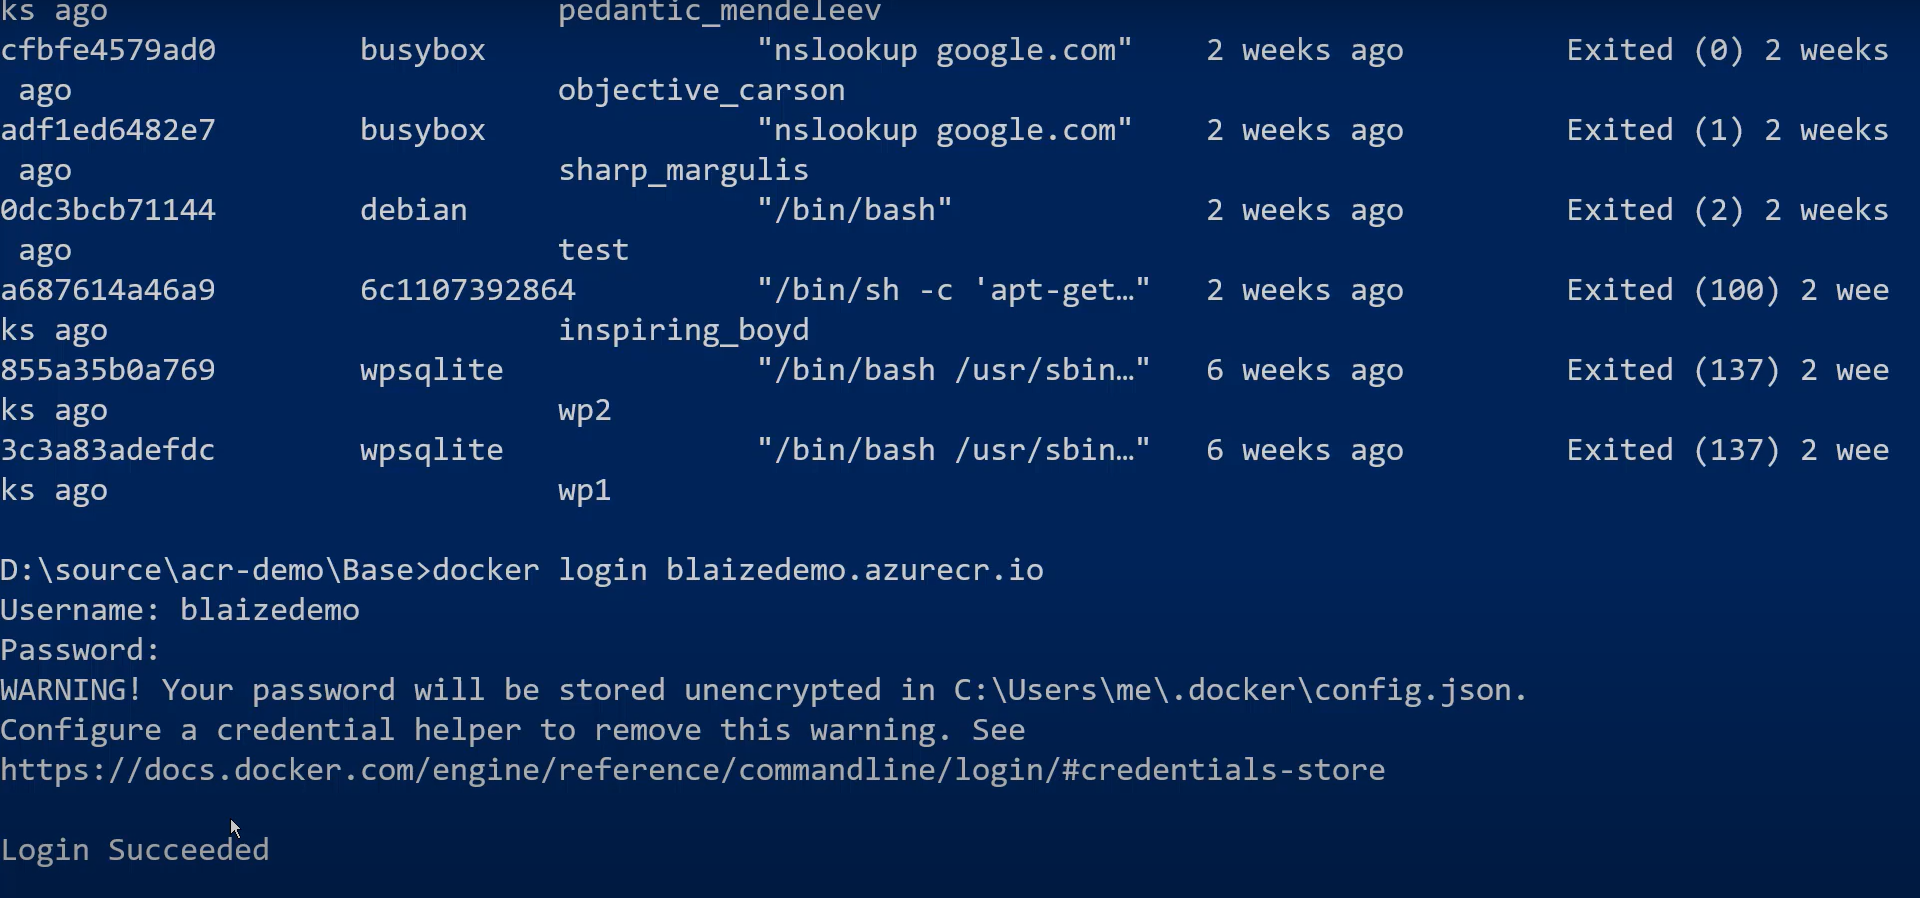 ks ago pedantic_mendeleev
cfbfe4579ad0 busybox "nslookup google.com" 2 weeks ago Exited (0) 2 weeks
ago objective_carson
adf1ed6482e7 busybox "nslookup google.com" 2 weeks ago Exited (1) 2 weeks
ago sharp_margulis
0dc3bcb71144 debian "/bin/bash" 2 weeks ago Exited (2) 2 weeks
ago test
a687614a46a9 6c1107392864 "/bin/sh -c 'apt-get…" 2 weeks ago Exited (100) 2 wee
ks ago inspiring_boyd
855a35b0a769 wpsqlite "/bin/bash /usr/sbin…" 6 weeks ago Exited (137) 2 wee
ks ago wp2
3c3a83adefdc wpsqlite "/bin/bash /usr/sbin…" 6 weeks ago Exited (137) 2 wee
ks ago wp1
D:\source\acr-demo\Base>docker login blaizedemo.azurecr.io
Username: blaizedemo
Password:
WARNING! Your password will be stored unencrypted in C:\Users\me\.docker\config.json.
Configure a credential helper to remove this warning. See
https://docs.docker.com/engine/reference/commandline/login/#credentials-store
Login Succeeded